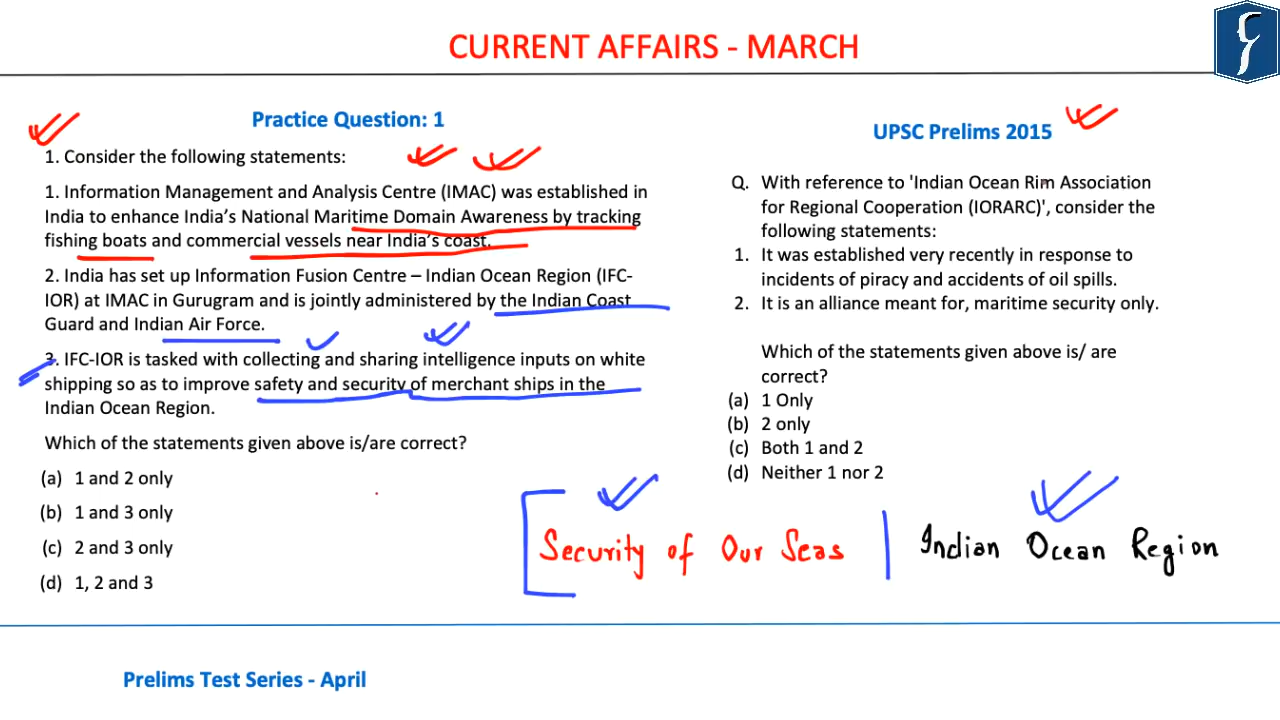 CURRENT AFFAIRS - MARCH
Practice Question: 1
1. Consider the following statements:
1. Information Management and Analysis Centre (IMAC) was established in
India to enhance India's National Maritime Domain Awareness by tracking
fishing boats and commercial vessels near India's coast.
2. India has set up Information Fusion Centre – Indian Ocean Region (IFC-
IOR) at IMAC in Gurugram and is jointly administered by the Indian Coast
Guard and Indian Air Force.
3. IFC-IOR is tasked with collecting and sharing intelligence inputs on white
shipping so as to improve safety and security of merchant ships in the
Indian Ocean Region.
Which of the statements given above is/are correct?
(a) 1 and 2 only
(b) 1 and 3 only
(c) 2 and 3 only
(d) 1, 2 and 3
UPSC Prelims 2015
Q. With reference to 'Indian Ocean Rim Association
for Regional Cooperation (IORARC)', consider the
following statements:
1. It was established very recently in response to
incidents of piracy and accidents of oil spills.
2. It is an alliance meant for, maritime security only.
Which of the statements given above is/ are
correct?
(a) 1 Only
(b) 2 only
(c) Both 1 and 2
(d) Neither 1 nor 2
Security of Our Seas
Indian Ocean Region
Prelims Test Series - April